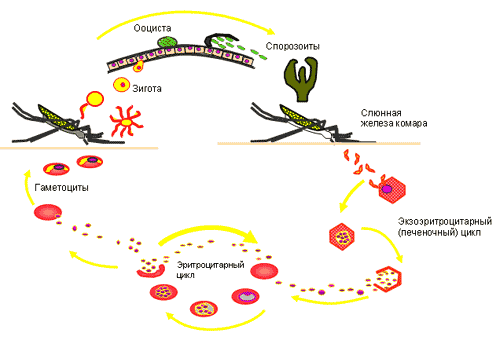 Ооциста
Спорозоиты
Зигота
Слюнная
железа комара
Гаметоциты
Экзоэритроцитарный
(печеночный) цикл
Эритроцитарный
цикл